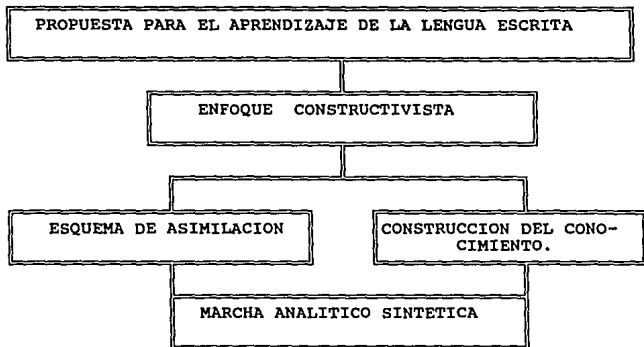 PROPUESTA PARA EL APRENDIZAJE DE LA LENGUA ESCRITA
ENFOQUE CONSTRUCTIVISTA
ESQUEMA DE ASIMILACION
CONSTRUCCION DEL CONO-
CIMIENTO.
MARCHA ANALITICO SINTETICA